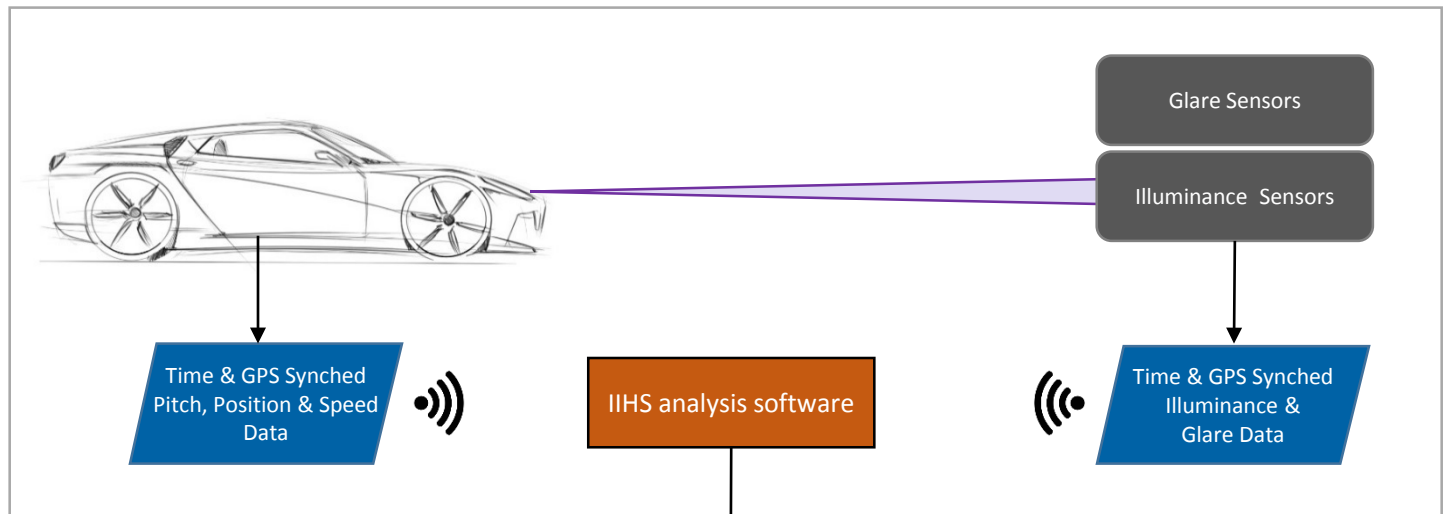 Glare Sensors
Illuminance Sensors
Time & GPS Synched
Pitch, Position & Speed
Data
IIHS analysis software
Time & GPS Synched
Illuminance &
Glare Data